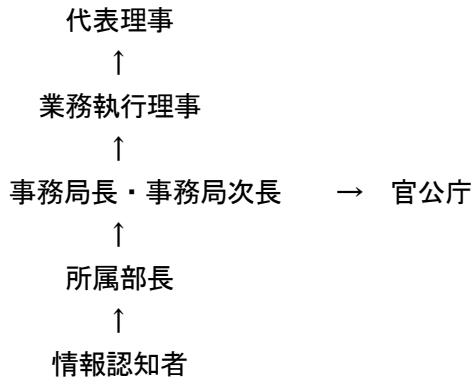 代表理事
↑
業務執行理事
↑
事務局長・事務局次長　→　官公庁
↑
所属部長
↑
情報認知者